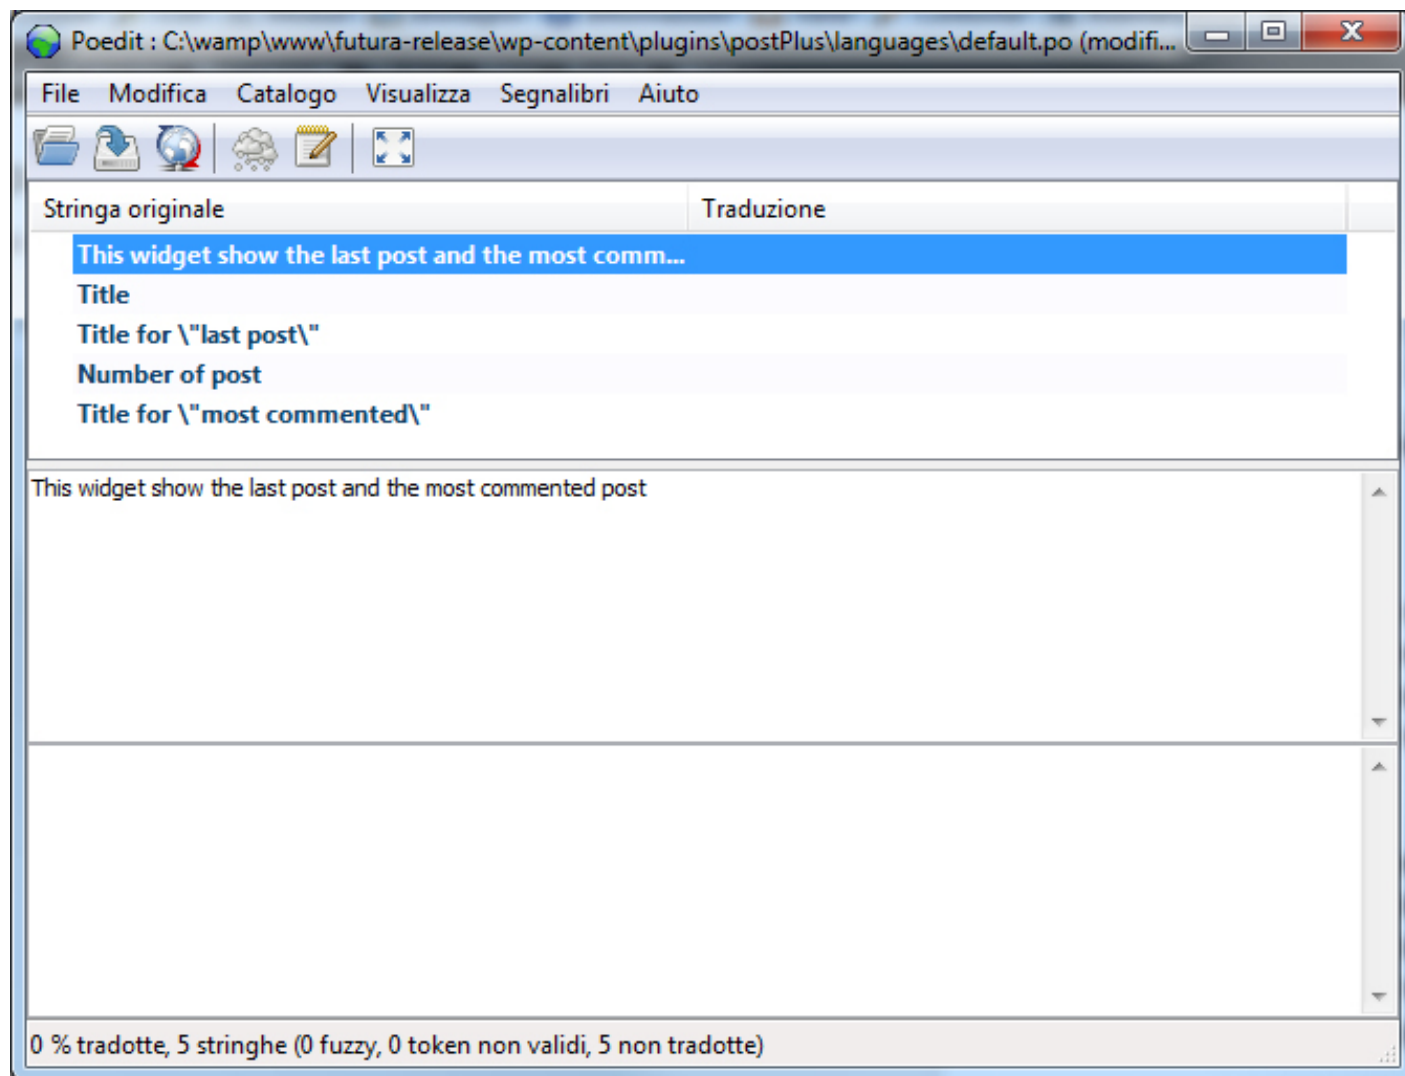 Poedit : C:\wamp\www\futura-release\wp-content\plugins\postPlus\languages\default.po (modifi...
File Modifica Catalogo Visualizza Segnalibri Aiuto
Stringa originale Traduzione
This widget show the last post and the most comm...
Title
Title for \"last post\"
Number of post
Title for \"most commented\"
This widget show the last post and the most commented post
0 % tradotte, 5 stringhe (0 fuzzy, 0 token non validi, 5 non tradotte)